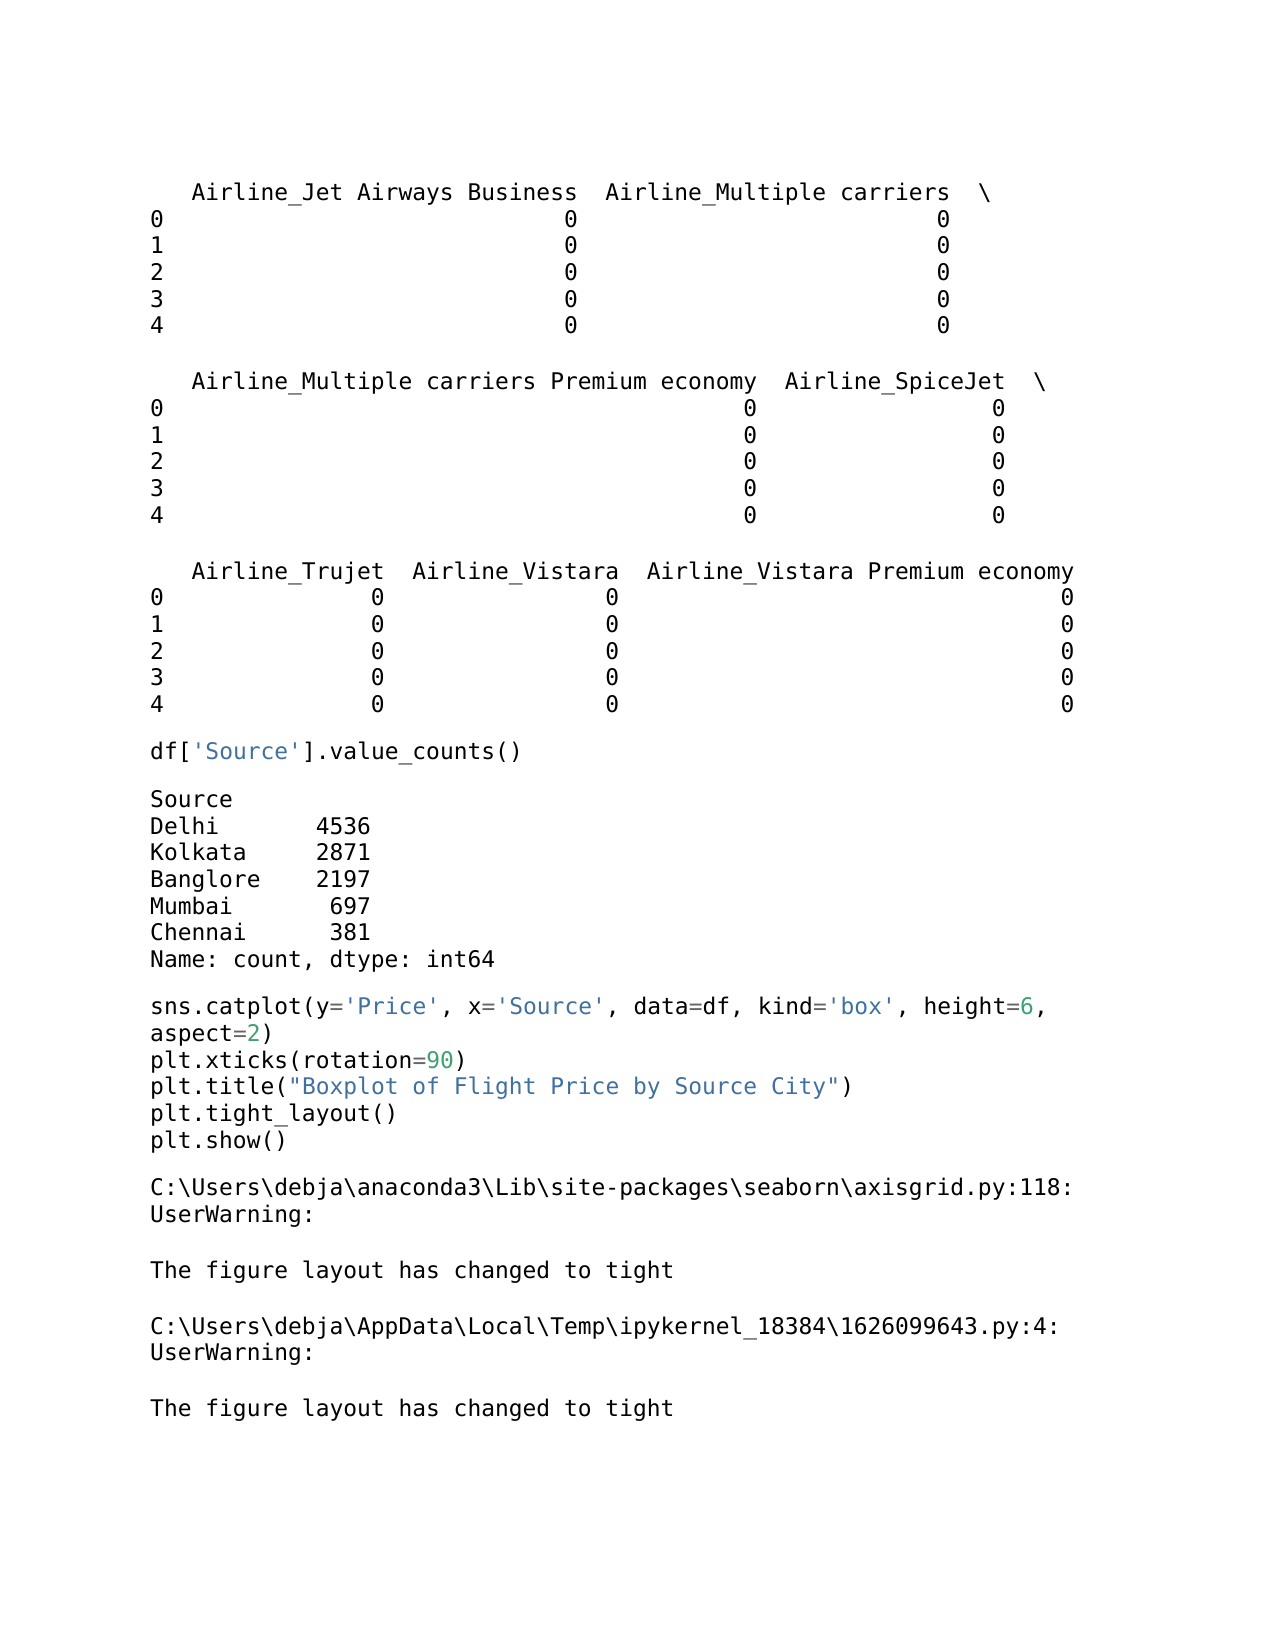 Airline_Jet Airways Business  Airline_Multiple carriers  \
0                             0                          0
1                             0                          0
2                             0                          0
3                             0                          0
4                             0                          0

   Airline_Multiple carriers Premium economy  Airline_SpiceJet  \
0                                          0                 0
1                                          0                 0
2                                          0                 0
3                                          0                 0
4                                          0                 0

   Airline_Trujet  Airline_Vistara  Airline_Vistara Premium economy
0               0                0                                0
1               0                0                                0
2               0                0                                0
3               0                0                                0
4               0                0                                0

df['Source'].value_counts()

Source
Delhi       4536
Kolkata     2871
Banglore    2197
Mumbai       697
Chennai      381
Name: count, dtype: int64

sns.catplot(y='Price', x='Source', data=df, kind='box', height=6,
aspect=2)
plt.xticks(rotation=90)
plt.title("Boxplot of Flight Price by Source City")
plt.tight_layout()
plt.show()

C:\Users\debja\anaconda3\Lib\site-packages\seaborn\axisgrid.py:118:
UserWarning:

The figure layout has changed to tight

C:\Users\debja\AppData\Local\Temp\ipykernel_18384\1626099643.py:4:
UserWarning:

The figure layout has changed to tight